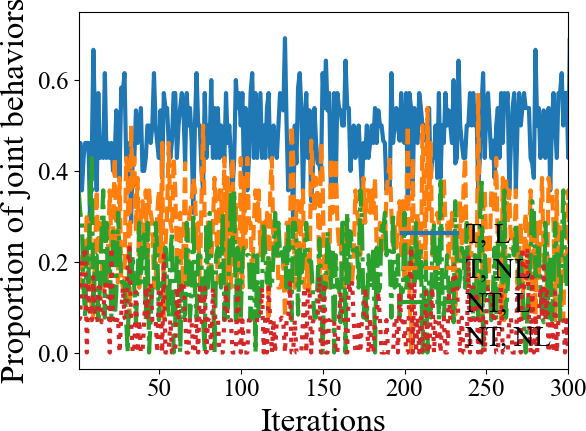 Proportion of joint behaviors
0.6
0.4
0.2
0.0
T, L
T, NL
NT, L
NT, NL
50
100
150
200
250
300
Iterations